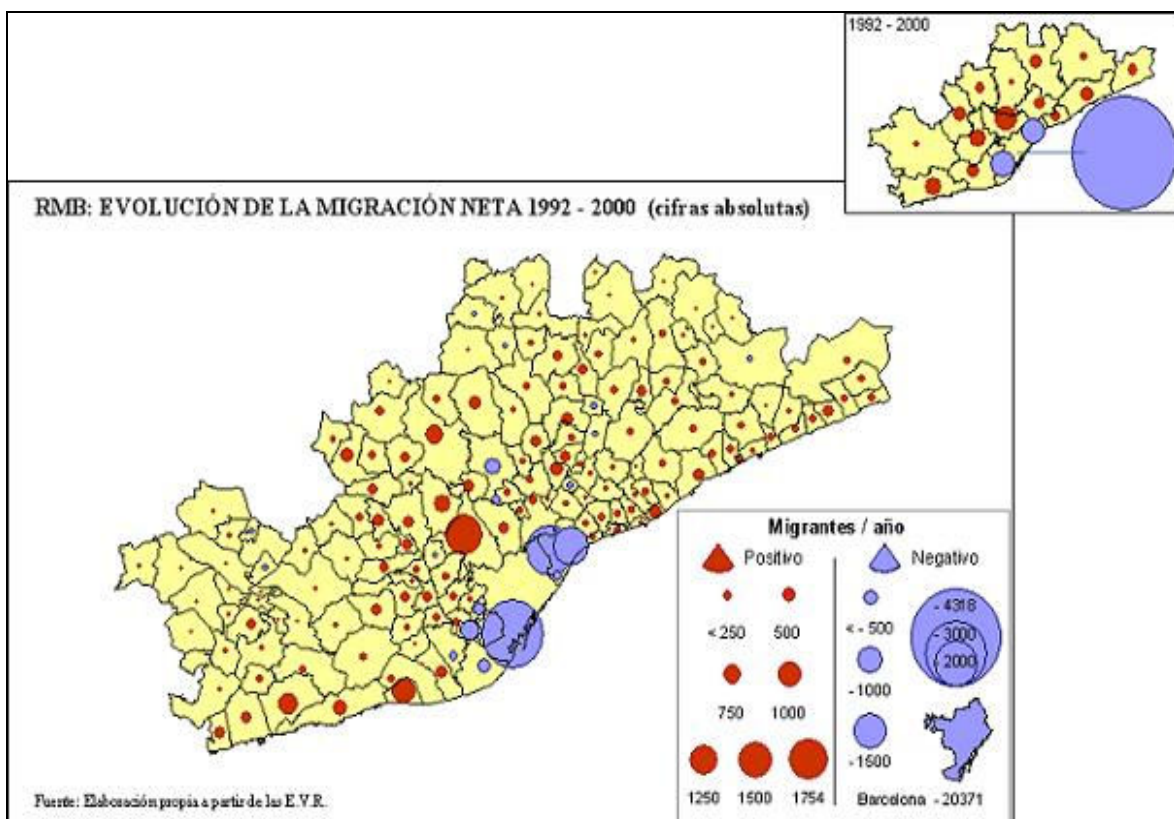 1992 - 2000
RMB: EVOLUCIÓN DE LA MIGRACIÓN NETA 1992 - 2000 (cifras absolutas)
Migrantes / año
Positivo
Negativo
< 250
500
750
1000
1250
1500
1754
< - 500
- 1000
- 1500
- 4318
- 3000
- 2000
Barcelona - 20371
Fuente: Elaboración propia a partir de las E.V.R.